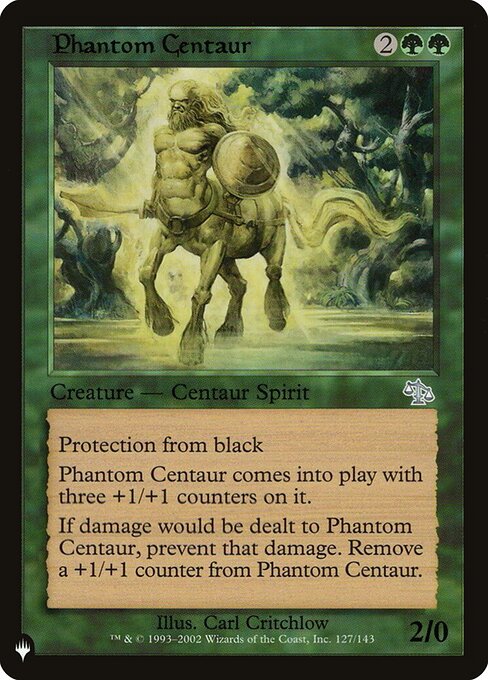 Phantom Centaur 2
Creature — Centaur Spirit
Protection from black
Phantom Centaur comes into play with
three +1/+1 counters on it.
If damage would be dealt to Phantom
Centaur, prevent that damage. Remove
a +1/+1 counter from Phantom Centaur.
Illus. Carl Critchlow
™ & © 1993–2002 Wizards of the Coast, Inc. 127/143
2/0